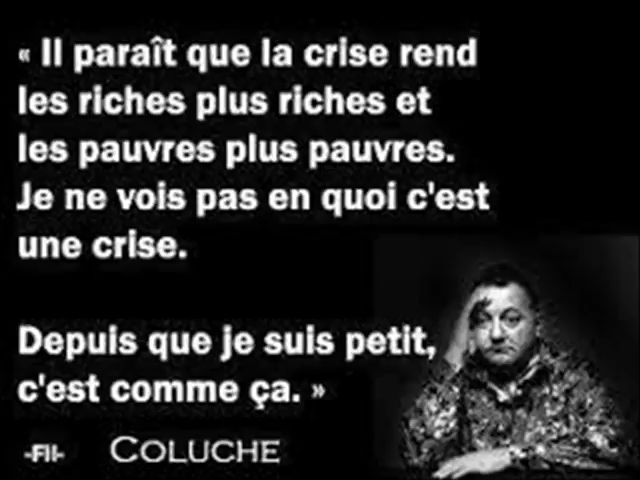 « Il paraît que la crise rend
les riches plus riches et
les pauvres plus pauvres.
Je ne vois pas en quoi c'est
une crise.
Depuis que je suis petit,
c'est comme ça. »
-FII- COLUCHE